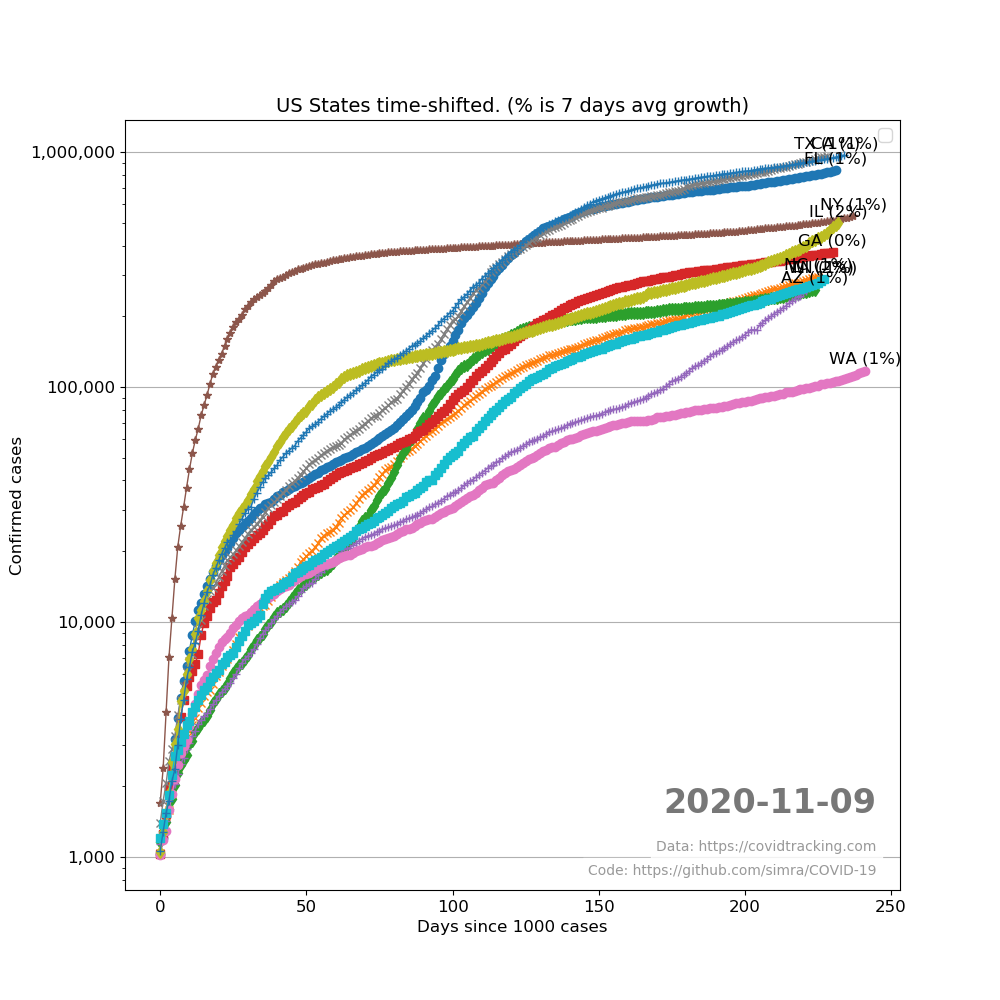 US States time-shifted. (% is 7 days avg growth)
Confirmed cases
1,000,000
100,000
10,000
1,000
FL (1%)
NY (1%)
IL (2%)
GA (0%)
AZ (1%)
WA (1%)
2020-11-09
Data: https://covidtracking.com
Code: https://github.com/simra/COVID-19
0 50 100 150 200 250
Days since 1000 cases